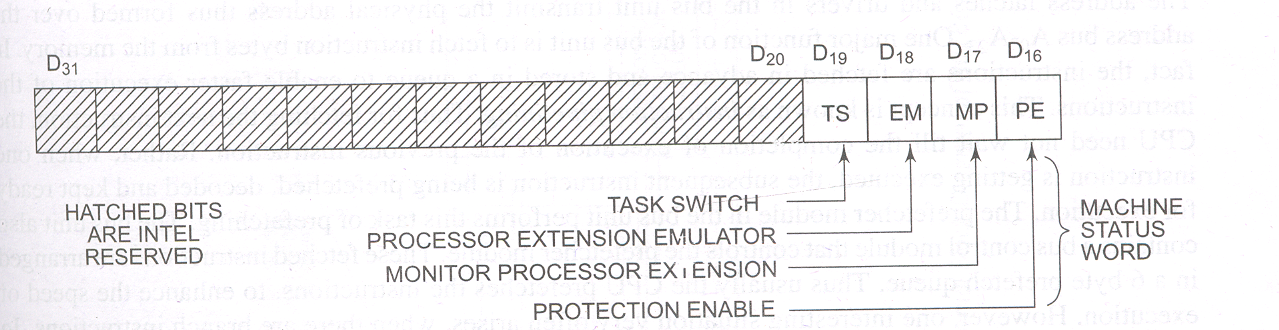 D31 D20 D19 D18 D17 D16
TS EM MP PE
TASK SWITCH
HATCHED BITS
ARE INTEL
RESERVED
PROCESSOR EXTENSION EMULATOR
MONITOR PROCESSOR EXTENSION
PROTECTION ENABLE
MACHINE
STATUS
WORD